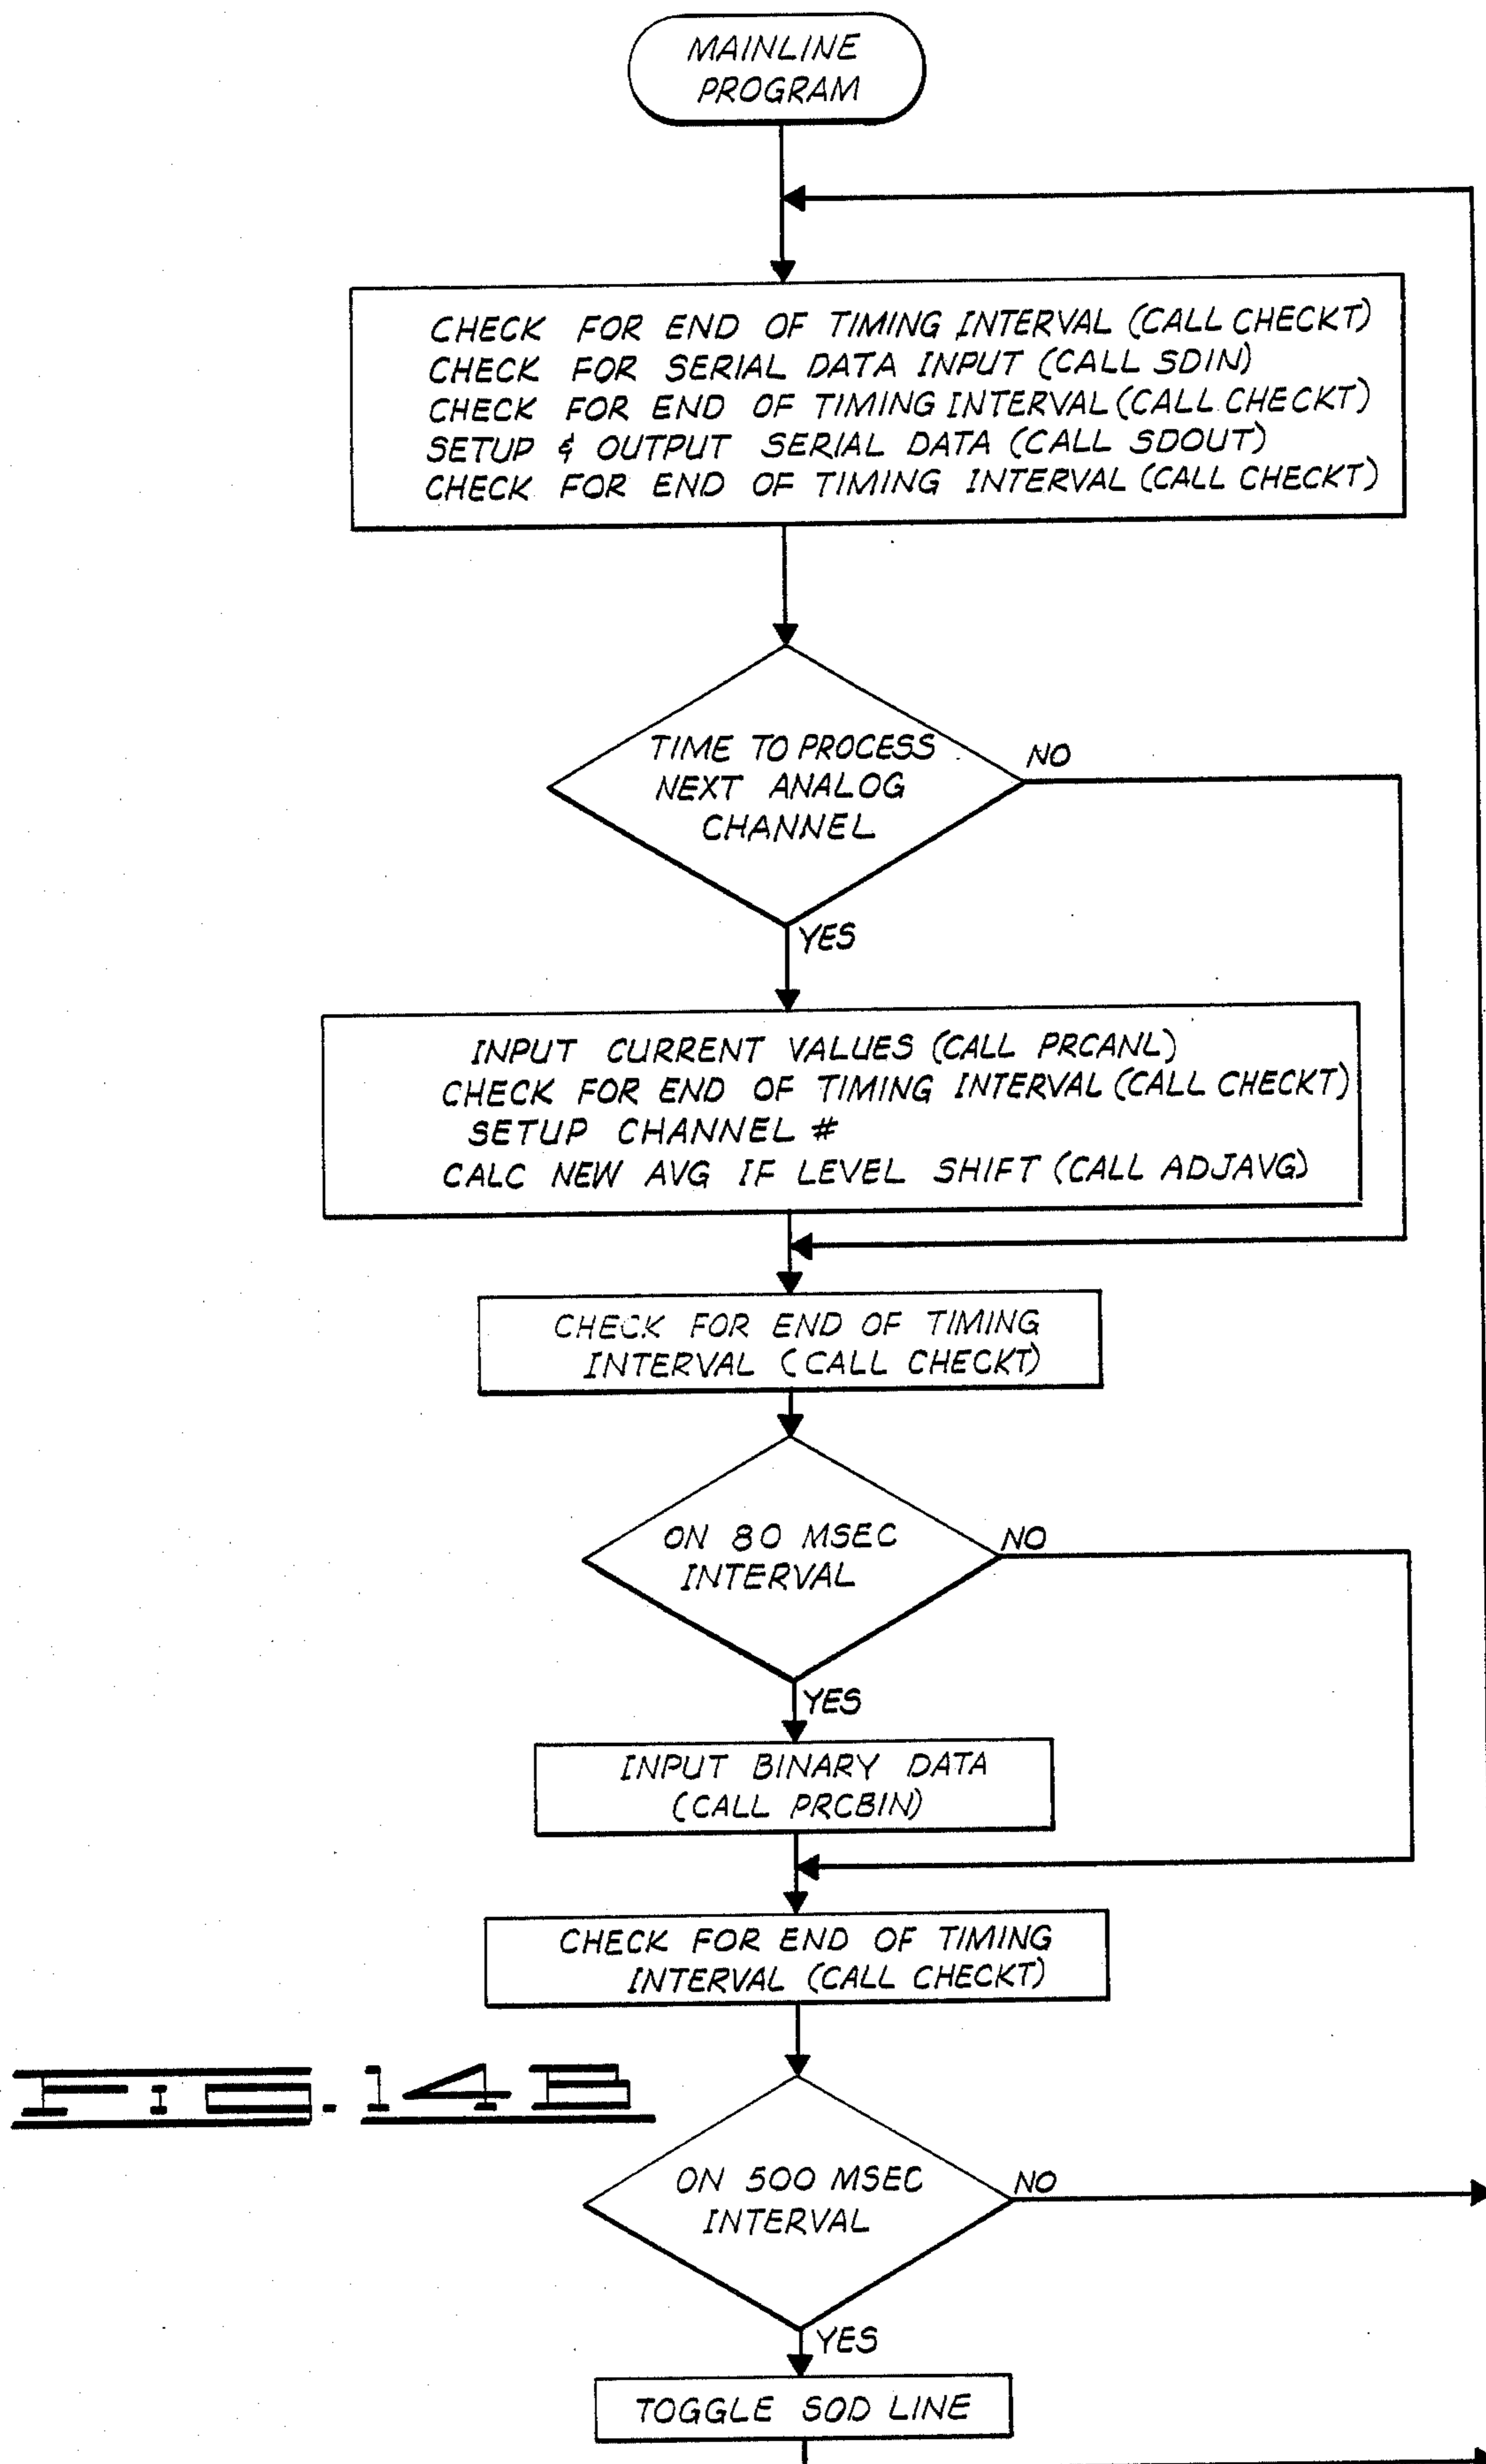 MAINLINE
PROGRAM
CHECK FOR END OF TIMING INTERVAL (CALL CHECKT)
CHECK FOR SERIAL DATA INPUT (CALL SDIN)
CHECK FOR END OF TIMING INTERVAL (CALL CHECKT)
SETUP & OUTPUT SERIAL DATA (CALL SDOUT)
CHECK FOR END OF TIMING INTERVAL (CALL CHECKT)
TIME TO PROCESS
NEXT ANALOG
CHANNEL
NO
YES
INPUT CURRENT VALUES (CALL PRCANL)
CHECK FOR END OF TIMING INTERVAL (CALL CHECKT)
SETUP CHANNEL #
CALC NEW AVG IF LEVEL SHIFT (CALL ADJAVG)
CHECK FOR END OF TIMING
INTERVAL (CALL CHECKT)
ON 80 MSEC
INTERVAL
NO
YES
INPUT BINARY DATA
(CALL PRCBIN)
CHECK FOR END OF TIMING
INTERVAL (CALL CHECKT)
FIG. 14B
ON 500 MSEC
INTERVAL
NO
YES
TOGGLE SOD LINE